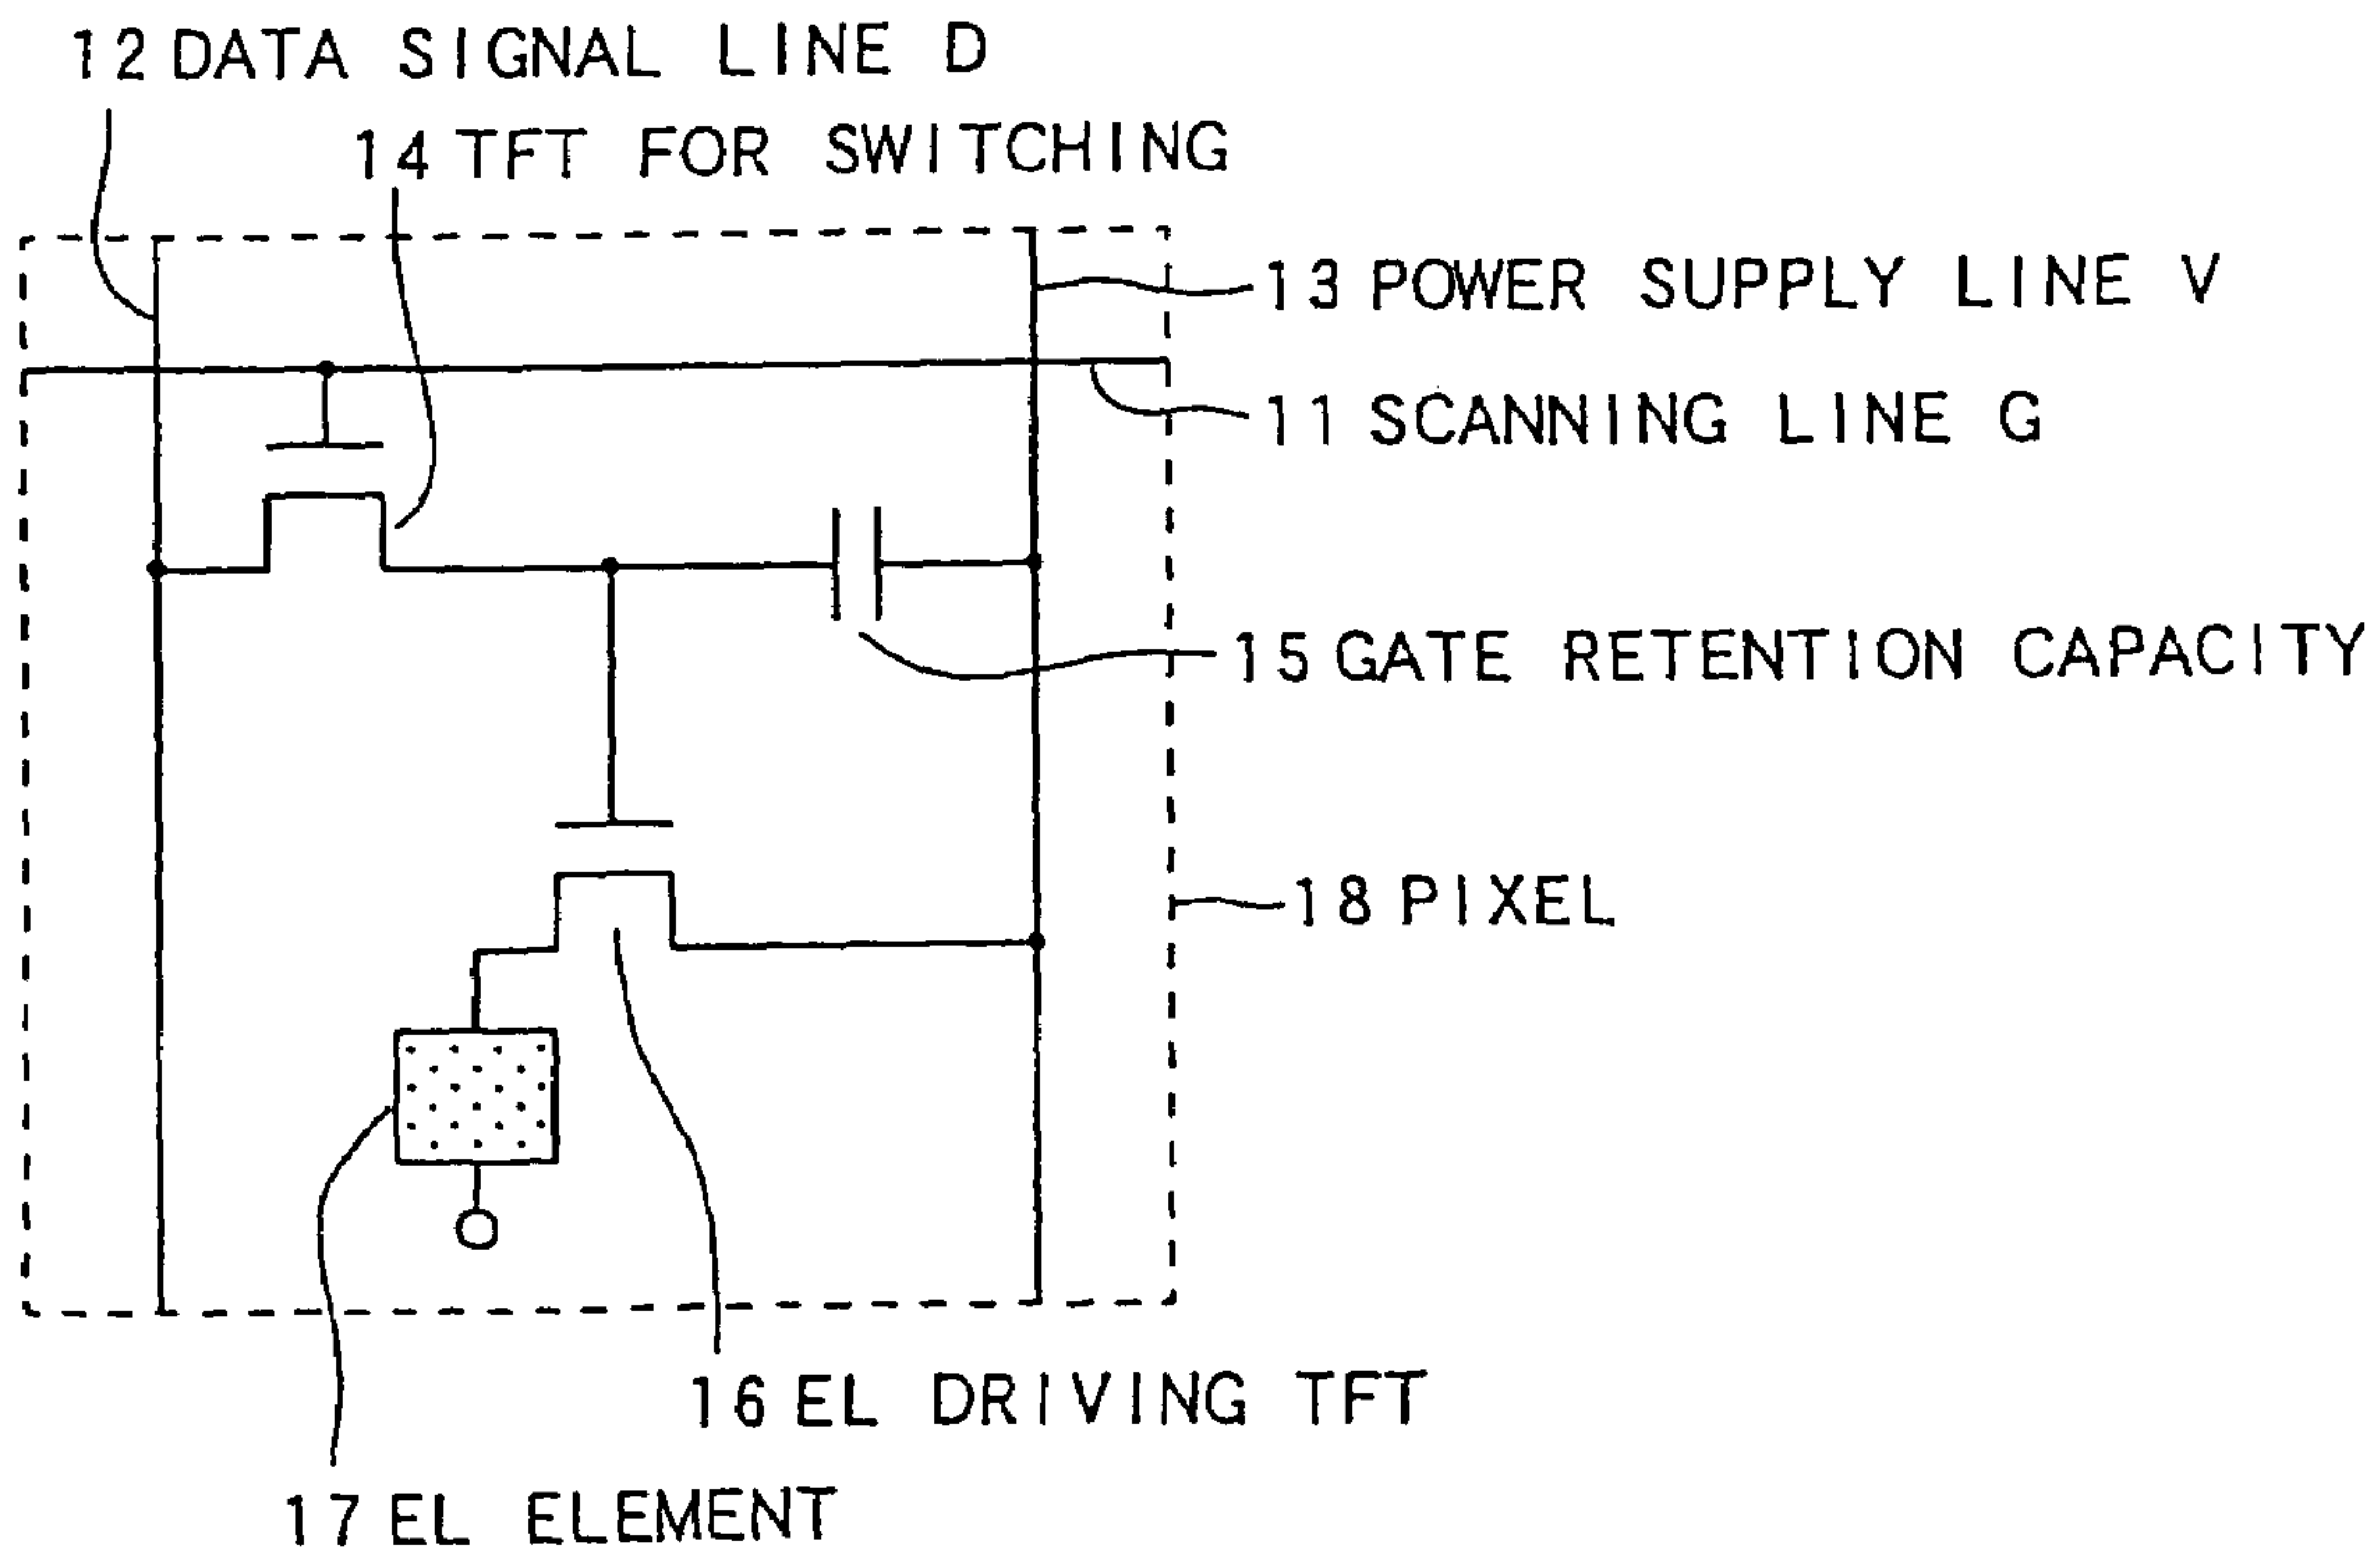 12 DATA SIGNAL LINE D
14 TFT FOR SWITCHING
13 POWER SUPPLY LINE V
11 SCANNING LINE G
15 GATE RETENTION CAPACITY
18 PIXEL
16 EL DRIVING TFT
17 EL ELEMENT